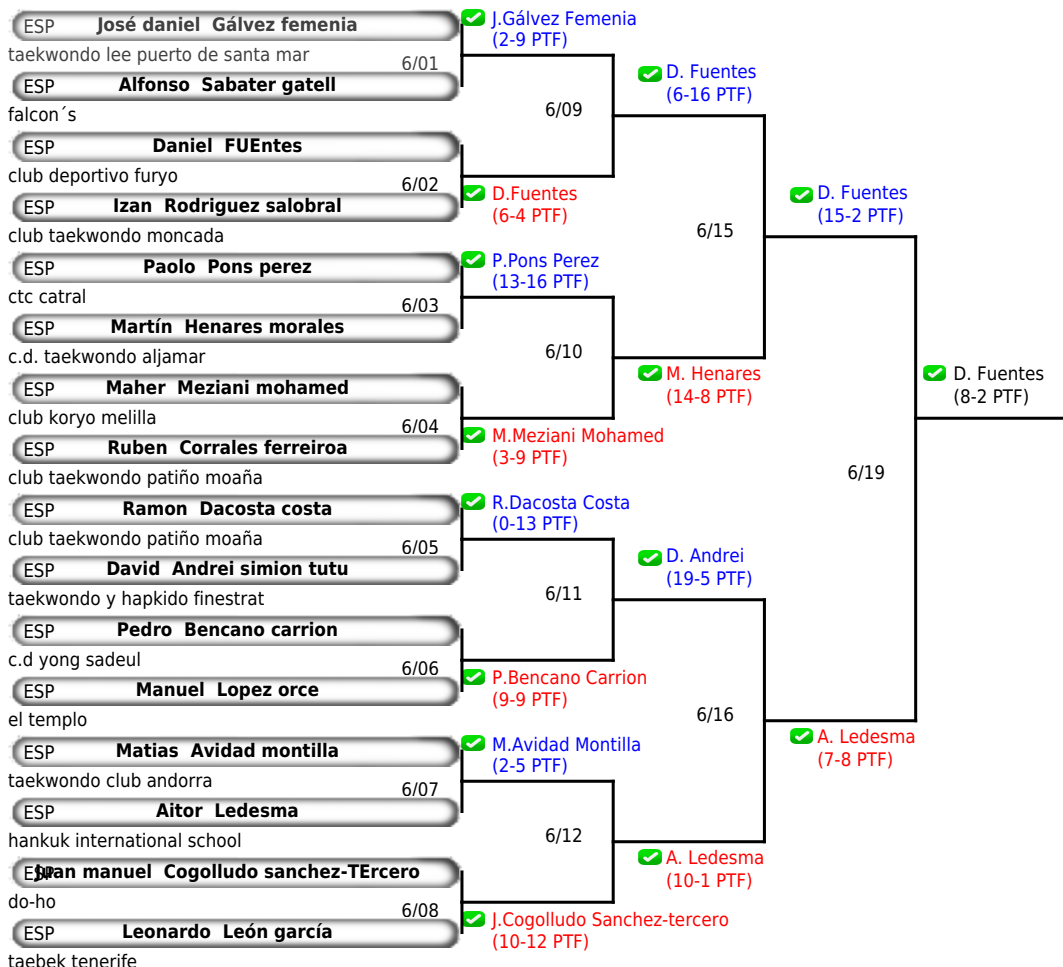 ESP José daniel Gálvez femenia
taekwondo lee puerto de santa mar
6/01
ESP Alfonso Sabater gatell
falcon´s
ESP Daniel FUEntes
club deportivo furyo
6/02
ESP Izan Rodriguez salobral
club taekwondo moncada
ESP Paolo Pons perez
ctc catral
6/03
ESP Martín Henares morales
c.d. taekwondo aljamar
ESP Maher Meziani mohamed
club koryo melilla
6/04
ESP Ruben Corrales ferreiroa
club taekwondo patiño moaña
ESP Ramon Dacosta costa
club taekwondo patiño moaña
6/05
ESP David Andrei simion tutu
taekwondo y hapkido finestrat
ESP Pedro Bencano carrion
c.d yong sadeul
6/06
ESP Manuel Lopez orce
el templo
ESP Matias Avidad montilla
taekwondo club andorra
6/07
ESP Aitor Ledesma
hankuk international school
ESP Juan manuel Cogolludo sanchez-TErcero
do-ho
6/08
ESP Leonardo León garcía
taebek tenerife
J.Gálvez Femenia
(2-9 PTF)
6/09
D.Fuentes
(6-4 PTF)
P.Pons Perez
(13-16 PTF)
6/10
M.Meziani Mohamed
(3-9 PTF)
R.Dacosta Costa
(0-13 PTF)
6/11
P.Bencano Carrion
(9-9 PTF)
M.Avidad Montilla
(2-5 PTF)
6/12
J.Cogolludo Sanchez-tercero
(10-12 PTF)
D. Fuentes
(6-16 PTF)
6/15
M. Henares
(14-8 PTF)
D. Andrei
(19-5 PTF)
6/16
A. Ledesma
(10-1 PTF)
D. Fuentes
(15-2 PTF)
6/19
A. Ledesma
(7-8 PTF)
D. Fuentes
(8-2 PTF)